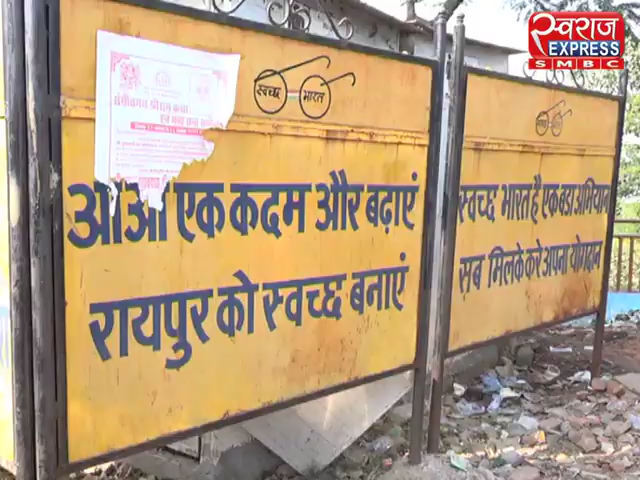 स्वराज
EXPRESS
SMBC
स्वच्छ भारत
आओ एक कदम और बढ़ाएं
रायपुर को स्वच्छ बनाएं
स्वच्छ भारत है एक बडा अभियान
सब मिलके करे अपना योगदान